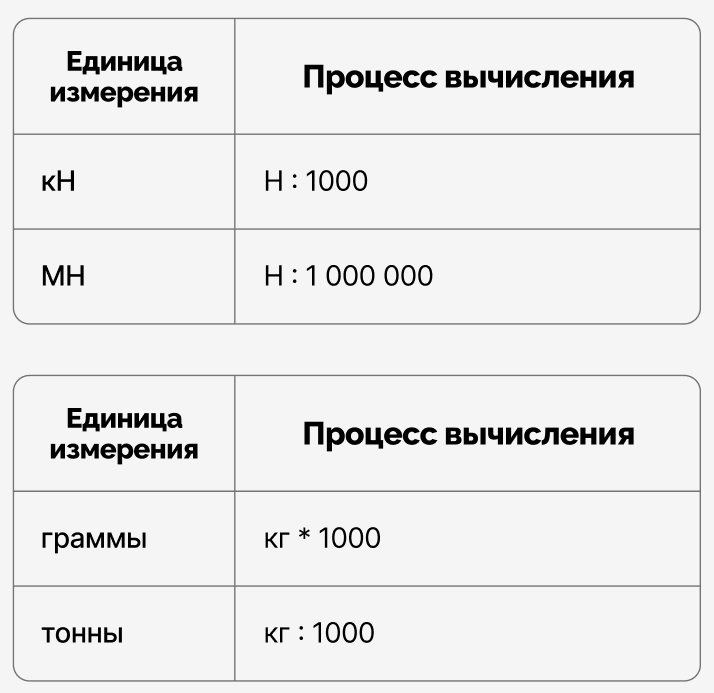 Единица
измерения
Процесс вычисления
кН
Н : 1000
МН
Н : 1 000 000
Единица
измерения
Процесс вычисления
граммы
кг * 1000
тонны
кг : 1000